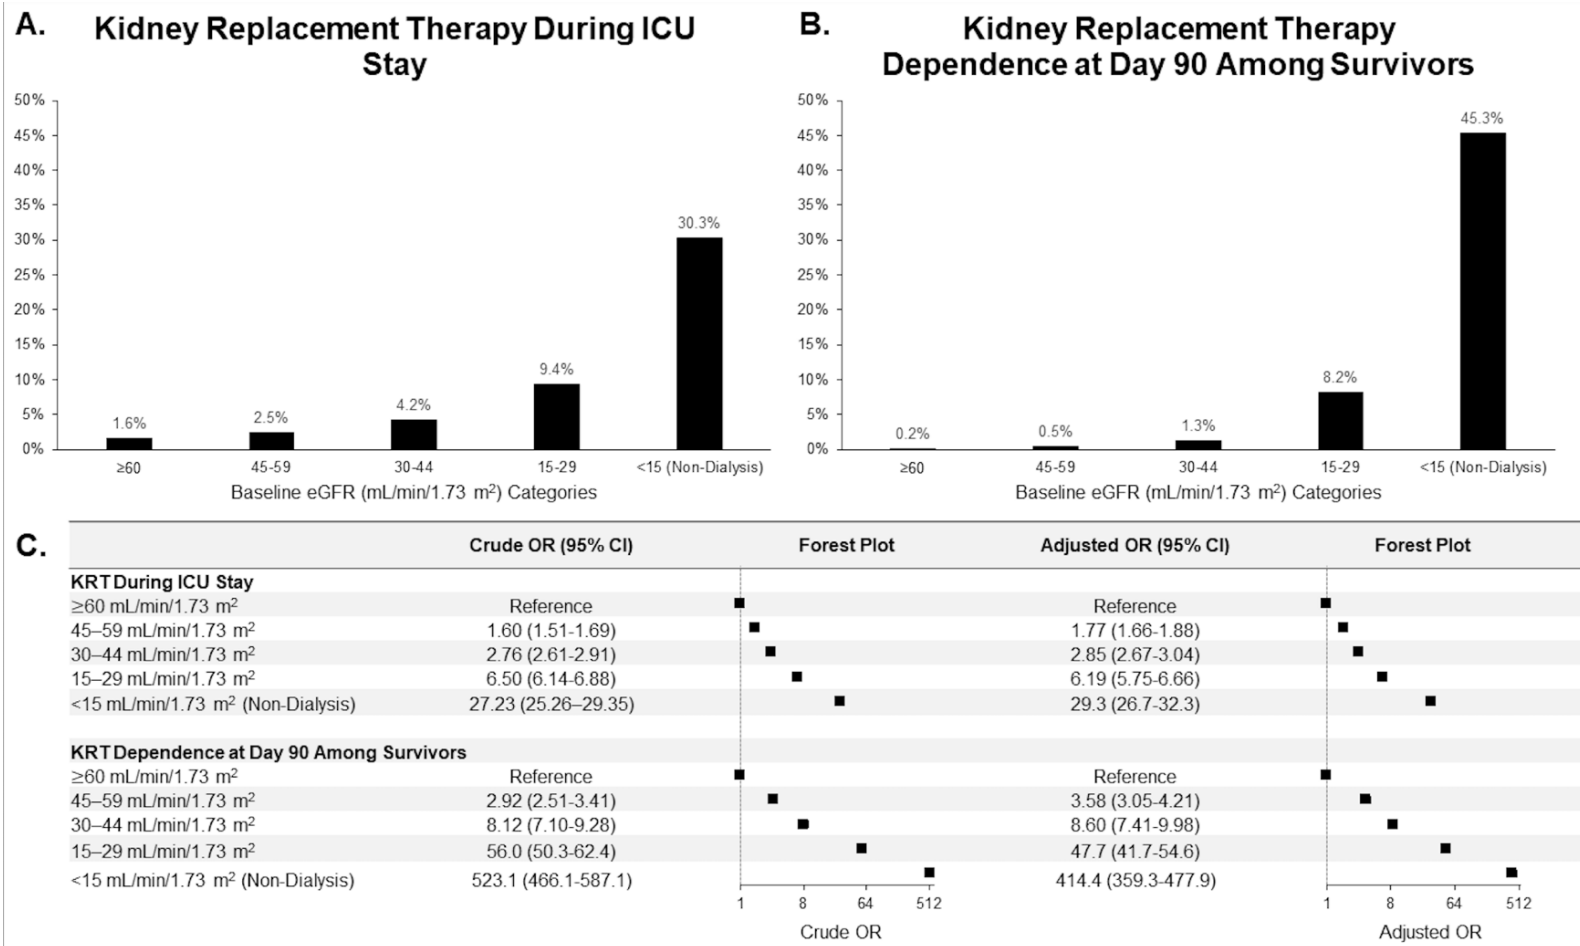 A.
Kidney Replacement Therapy During ICU
Stay
50%
45%
40%
35%
30%
25%
20%
15%
10%
5%
0%
1.6%
2.5%
4.2%
9.4%
30.3%
≥60
45-59
30-44
15-29
<15 (Non-Dialysis)
Baseline eGFR (mL/min/1.73 m²) Categories
B.
Kidney Replacement Therapy
Dependence at Day 90 Among Survivors
50%
45%
40%
35%
30%
25%
20%
15%
10%
5%
0%
0.2%
0.5%
1.3%
8.2%
45.3%
≥60
45-59
30-44
15-29
<15 (Non-Dialysis)
Baseline eGFR (mL/min/1.73 m²) Categories
C.
Crude OR (95% CI) Forest Plot Adjusted OR (95% CI) Forest Plot
KRT During ICU Stay
≥60 mL/min/1.73 m² Reference Reference
45–59 mL/min/1.73 m² 1.60 (1.51-1.69) 1.77 (1.66-1.88)
30–44 mL/min/1.73 m² 2.76 (2.61-2.91) 2.85 (2.67-3.04)
15–29 mL/min/1.73 m² 6.50 (6.14-6.88) 6.19 (5.75-6.66)
<15 mL/min/1.73 m² (Non-Dialysis) 27.23 (25.26–29.35) 29.3 (26.7-32.3)
KRT Dependence at Day 90 Among Survivors
≥60 mL/min/1.73 m² Reference Reference
45–59 mL/min/1.73 m² 2.92 (2.51-3.41) 3.58 (3.05-4.21)
30–44 mL/min/1.73 m² 8.12 (7.10-9.28) 8.60 (7.41-9.98)
15–29 mL/min/1.73 m² 56.0 (50.3-62.4) 47.7 (41.7-54.6)
<15 mL/min/1.73 m² (Non-Dialysis) 523.1 (466.1-587.1) 414.4 (359.3-477.9)
1 8 64 512 1 8 64 512
Crude OR Adjusted OR